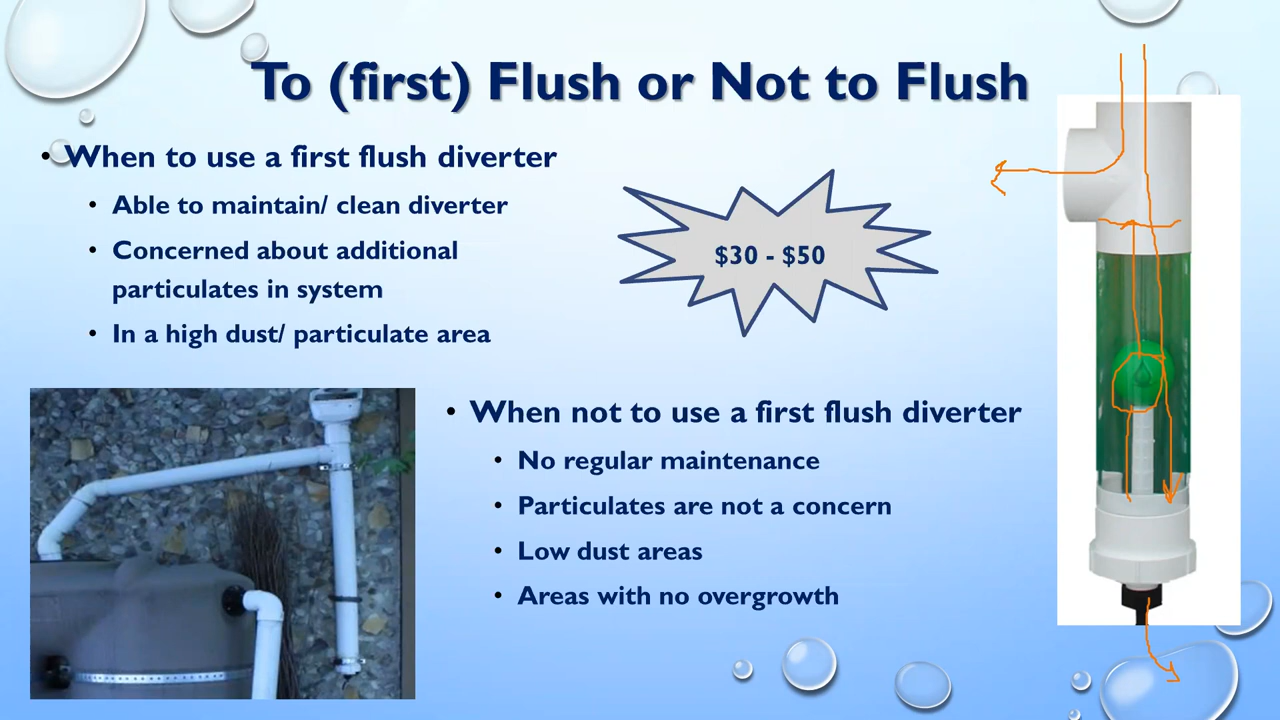 To (first) Flush or Not to Flush
• When to use a first flush diverter
• Able to maintain/ clean diverter
• Concerned about additional
particulates in system
• In a high dust/ particulate area
$30 - $50
• When not to use a first flush diverter
• No regular maintenance
• Particulates are not a concern
• Low dust areas
• Areas with no overgrowth